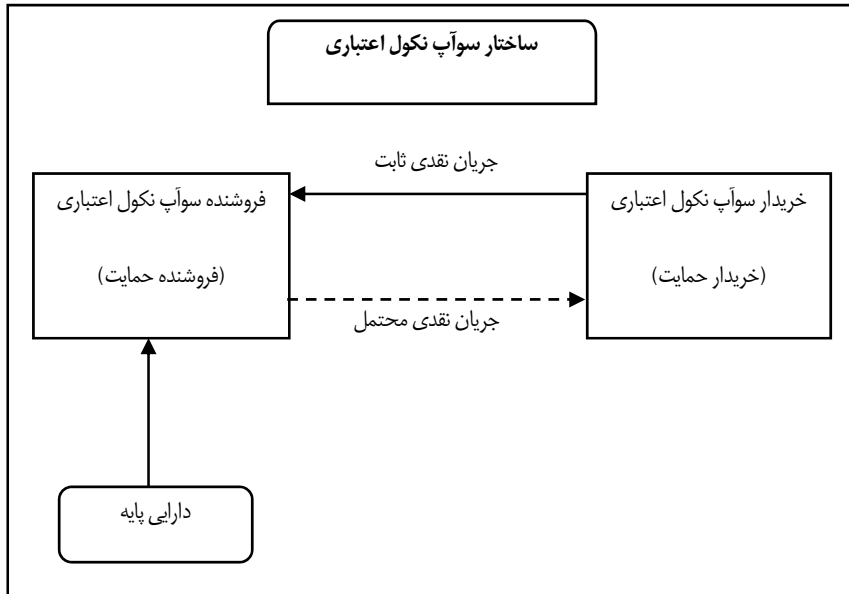 ساختار سوآپ نکول اعتباری
جریان نقدی ثابت
خریدار سوآپ نکول اعتباری
(خریدار حمایت)
فروشنده سوآپ نکول اعتباری
(فروشنده حمایت)
جریان نقدی محتمل
دارایی پایه